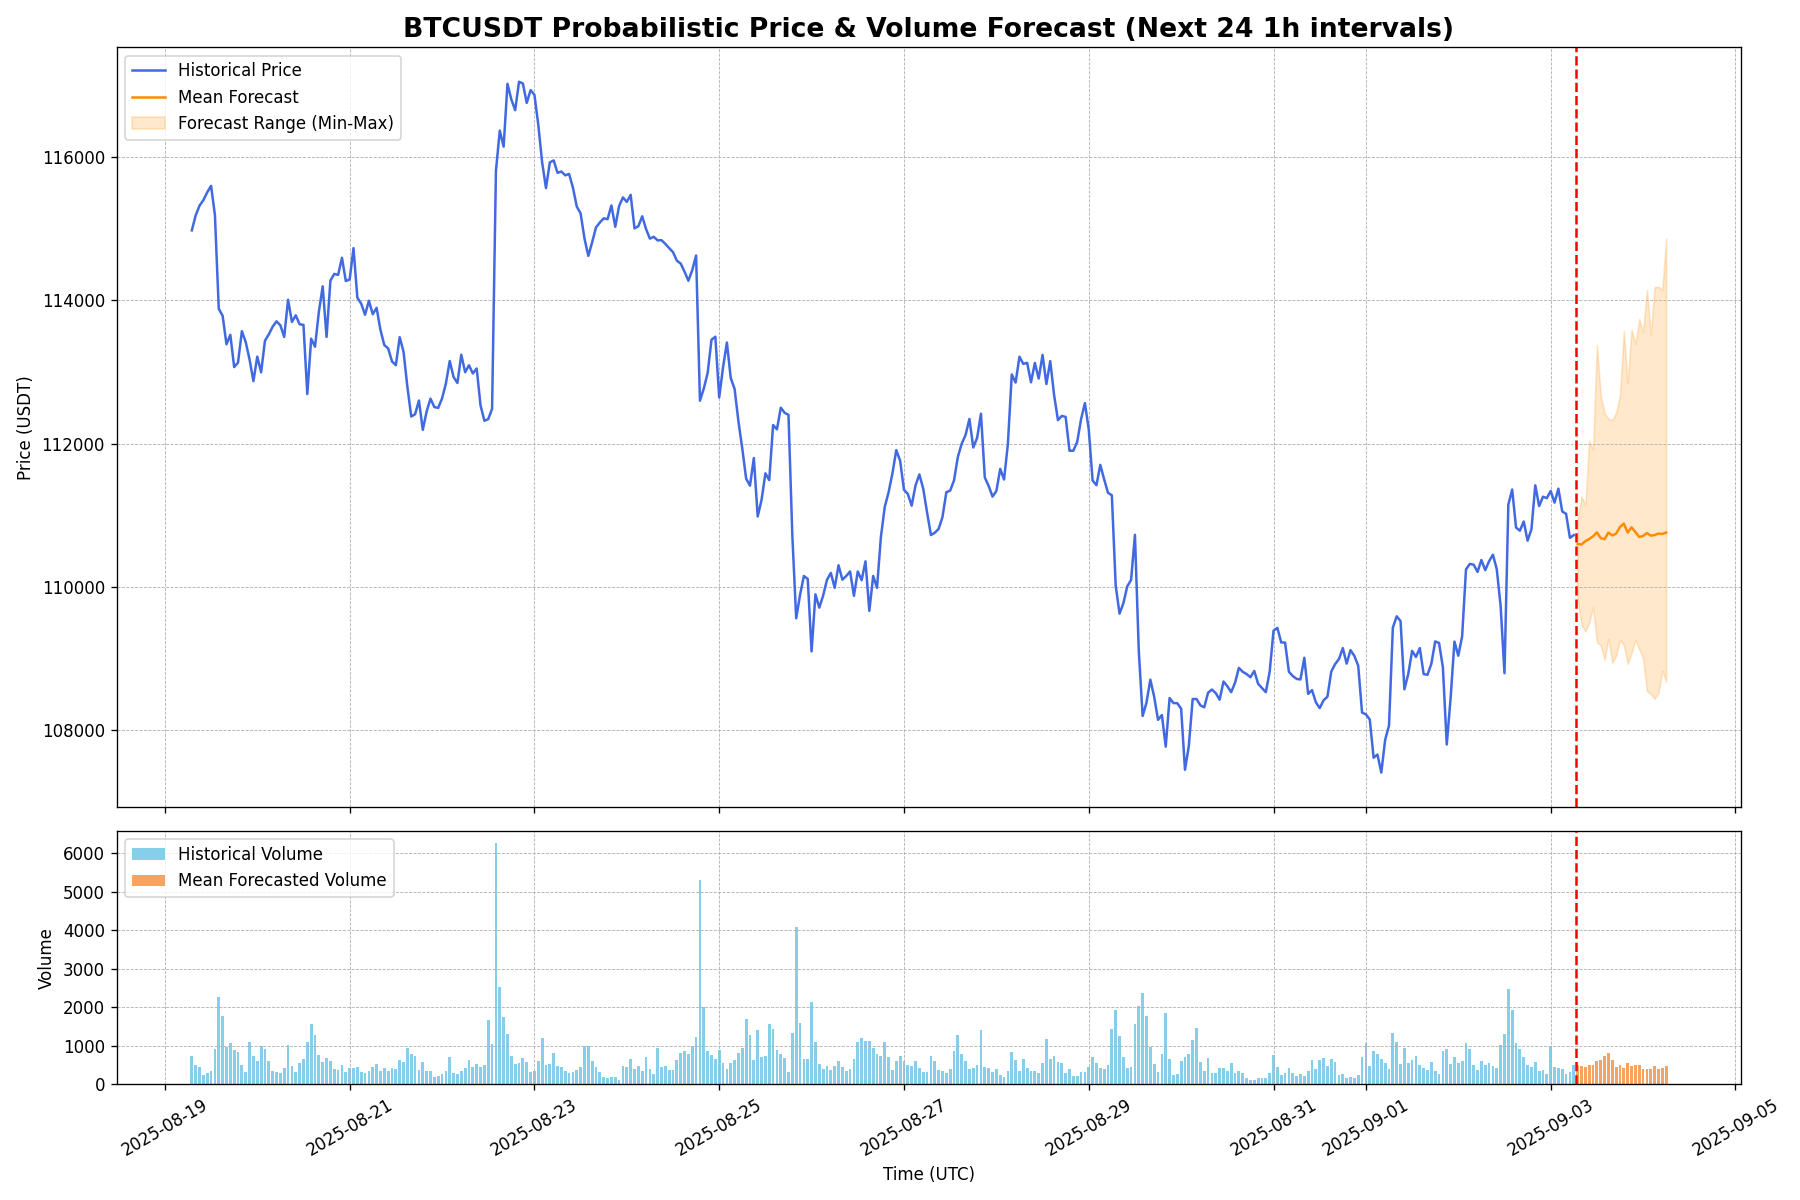 BTCUSDT Probabilistic Price & Volume Forecast (Next 24 1h intervals)
Historical Price
Mean Forecast
Forecast Range (Min-Max)
116000
114000
112000
110000
108000
Price (USDT)
Historical Volume
Mean Forecasted Volume
6000
5000
4000
3000
2000
1000
0
Volume
2025-08-19
2025-08-21
2025-08-23
2025-08-25
2025-08-27
2025-08-29
2025-08-31
2025-09-01
2025-09-03
2025-09-05
Time (UTC)